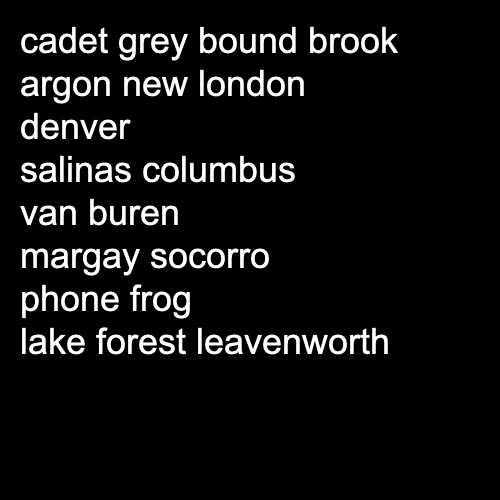 cadet grey bound brook
argon new london
denver
salinas columbus
van buren
margay socorro
phone frog
lake forest leavenworth